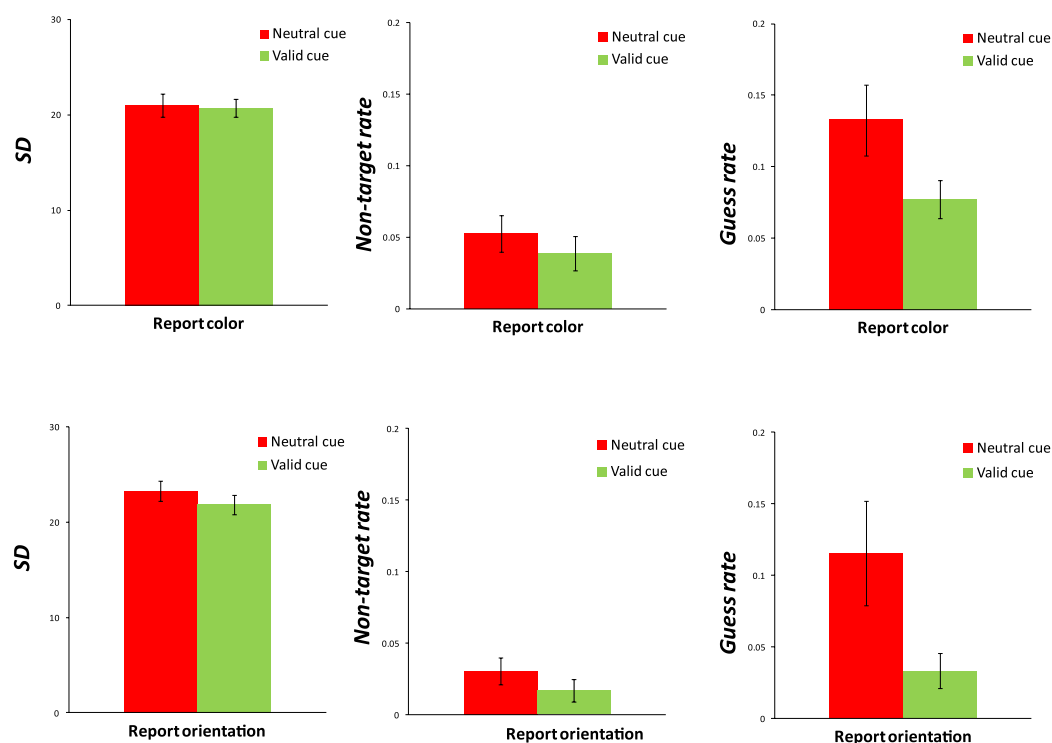 30
20
10
0
SD
Neutral cue
Valid cue
Report color
0.2
0.15
0.1
0.05
0
Non-target rate
Neutral cue
Valid cue
Report color
0.2
0.15
0.1
0.05
0
Guess rate
Neutral cue
Valid cue
Report color
30
20
10
0
SD
Neutral cue
Valid cue
Report orientation
0.2
0.15
0.1
0.05
0
Non-target rate
Neutral cue
Valid cue
Report orientation
0.2
0.15
0.1
0.05
0
Guess rate
Neutral cue
Valid cue
Report orientation